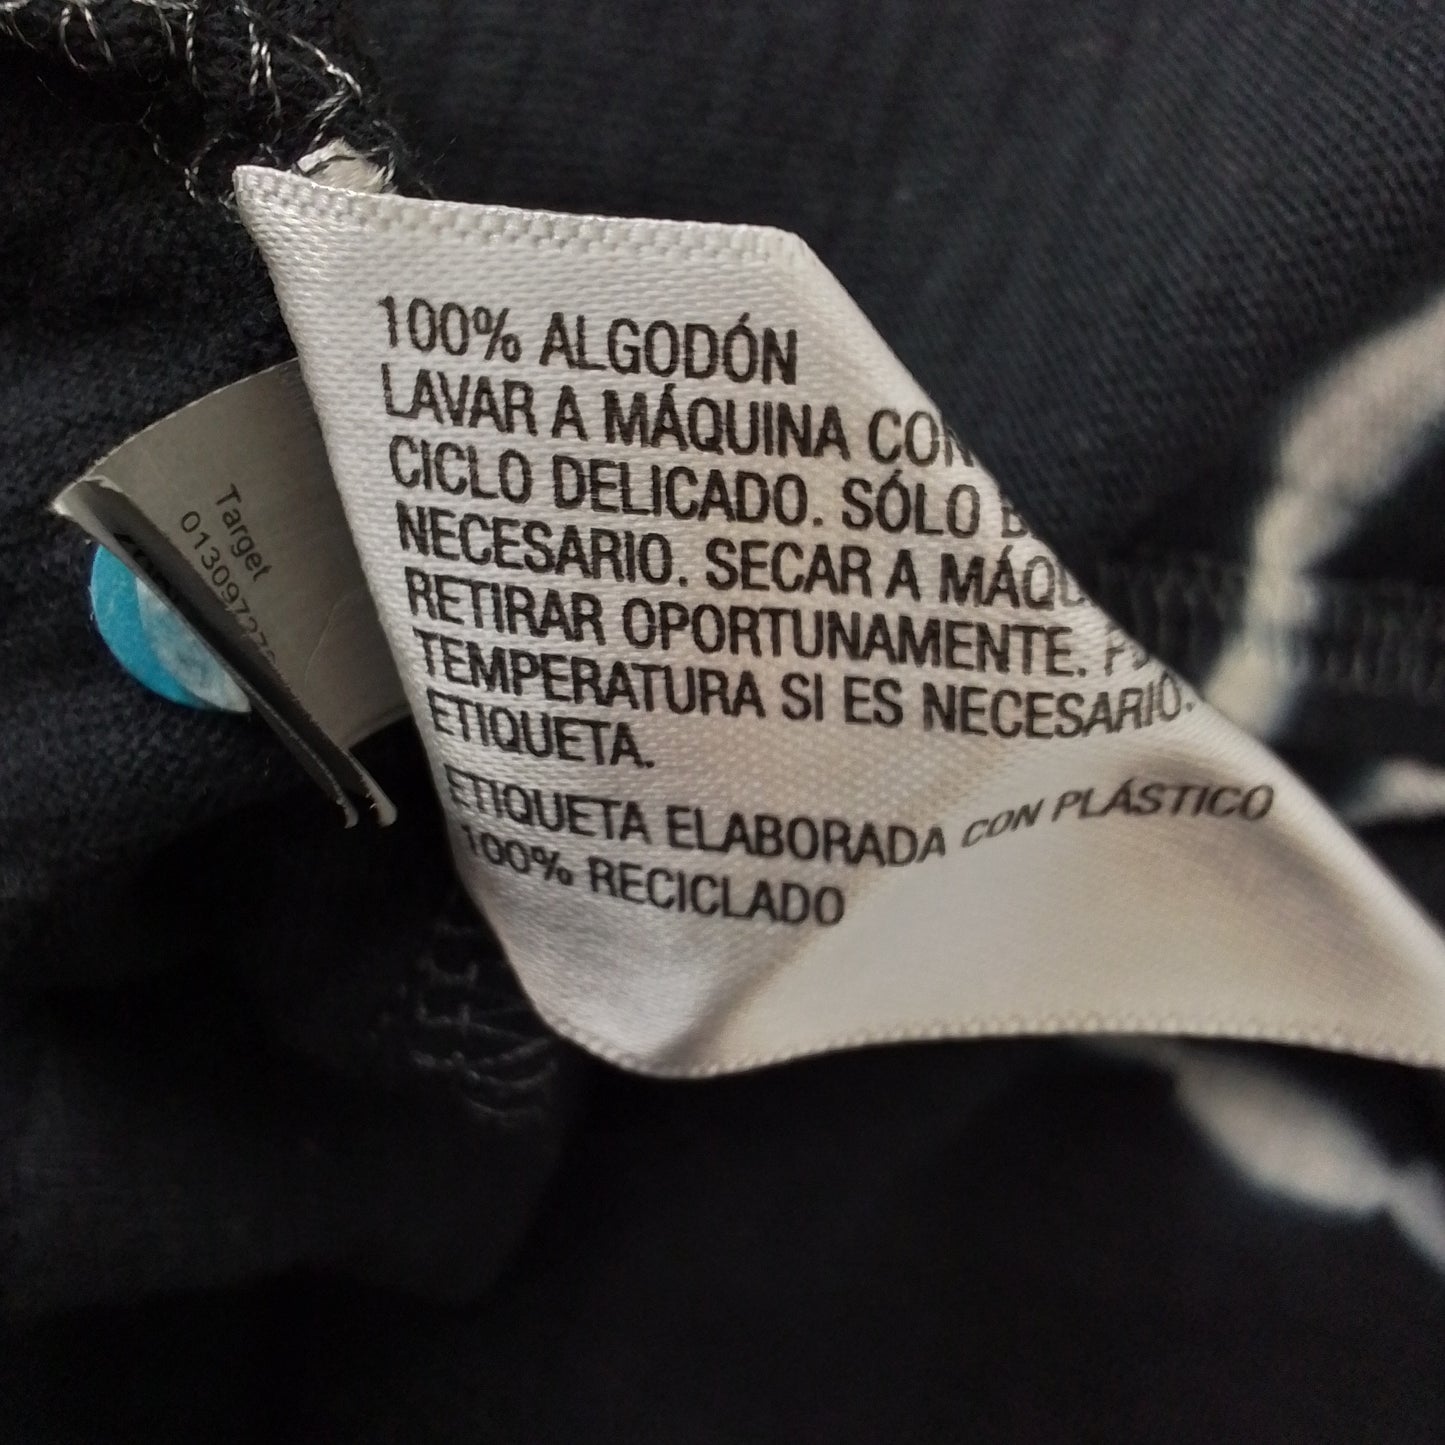 100% ALGODÓN
LAVAR A MÁQUINA CON
CICLO DELICADO. SÓLO
NECESARIO. SECAR A
RETIRAR OPORTUNAMENTE.
TEMPERATURA SI ES NECESARIO.
ETIQUETA.
ETIQUETA ELABORADA CON PLÁSTICO
100% RECICLADO
Target